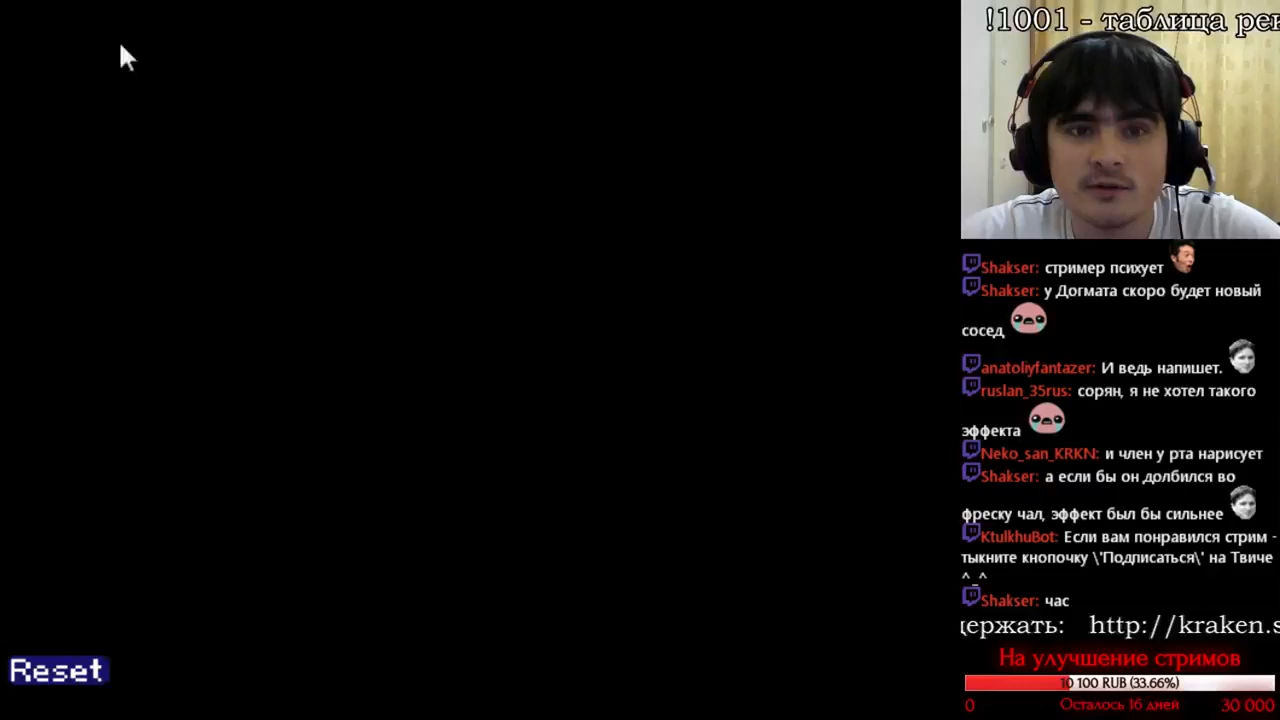 !1001 - таблица рек
Shakser: стример психует
Shakser: у Догмата скоро будет новый
сосед
anatoliyfantazer: И ведь напишет.
ruslan_35rus: сорян, я не хотел такого
эффекта
Neko_san_KRKN: и член у рта нарисует
Shakser: а если бы он долбился во
фреску чал, эффект был бы сильнее
KtulkhuBot: Если вам понравился стрим -
тыкните кнопочку \'Подписаться\' на Твиче
^_^
Shakser: час
держать: http://kraken.s
На улучшение стримов
10 100 RUB (33.66%)
0 Осталось 16 дней 30 000
Reset